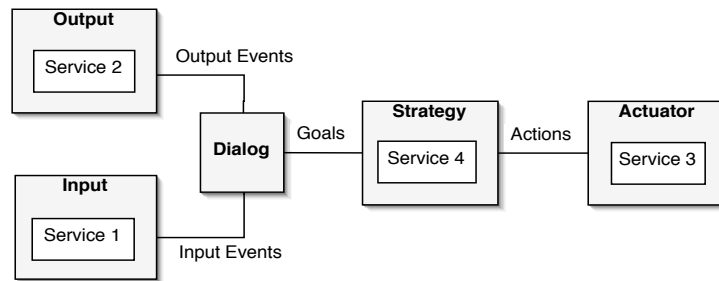 Output
Service 2
Output Events
Dialog
Goals
Strategy
Service 4
Actions
Actuator
Service 3
Input
Service 1
Input Events